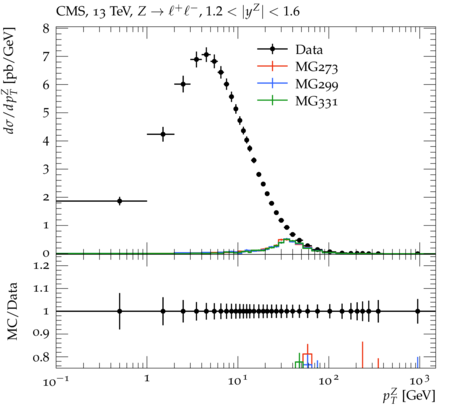 CMS, 13 TeV, Z → ℓ⁺ℓ⁻, 1.2 < |y^Z| < 1.6
dσ/dp_T^Z [pb/GeV]
8
7
6
5
4
3
2
1
0
Data
MG273
MG299
MG331
MC/Data
1.2
1.1
1
0.9
0.8
10⁻¹ 1 10¹ 10² 10³
p_T^Z [GeV]